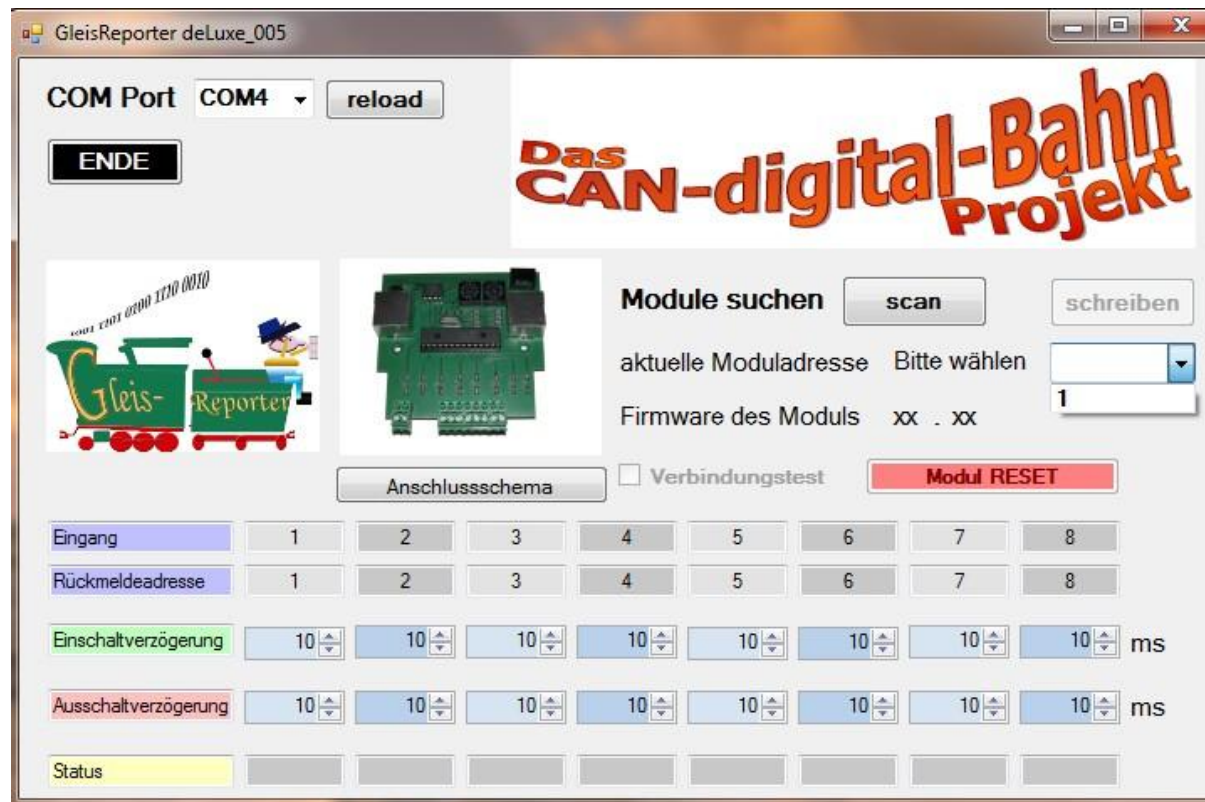 GleisReporter deLuxe_005
COM Port COM4 reload
ENDE
Das
CAN-digital-Bahn
Projekt
Gleis-
Reporter
Module suchen scan schreiben
aktuelle Moduladresse Bitte wählen
1
Firmware des Moduls xx . xx
Anschlussschema Verbindungstest Modul RESET
Eingang 1 2 3 4 5 6 7 8
Rückmeldeadresse 1 2 3 4 5 6 7 8
Einschaltverzögerung 10 10 10 10 10 10 10 10 ms
Ausschaltverzögerung 10 10 10 10 10 10 10 10 ms
Status